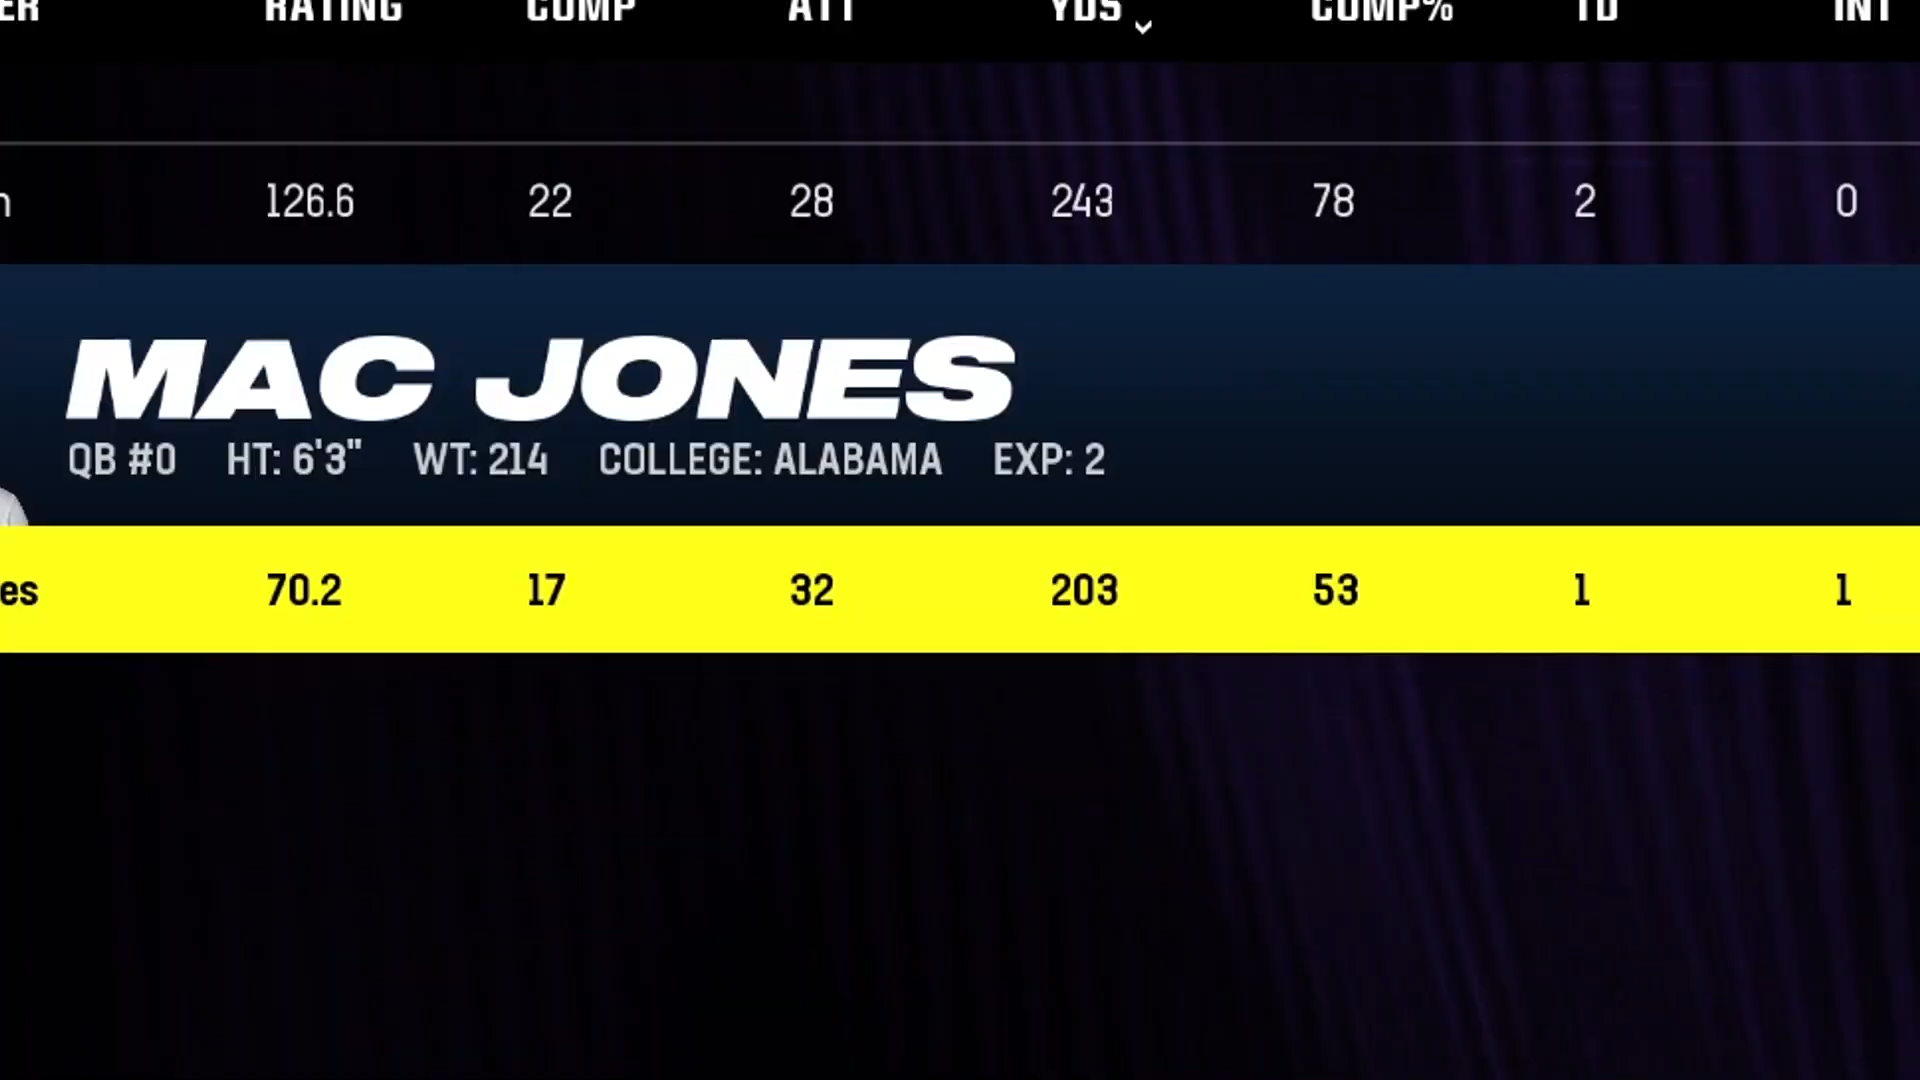 ER RATING COMP ATT YDS COMP% TD INT
n 126.6 22 28 243 78 2 0
MAC JONES
QB #0 HT: 6'3" WT: 214 COLLEGE: ALABAMA EXP: 2
es 70.2 17 32 203 53 1 1